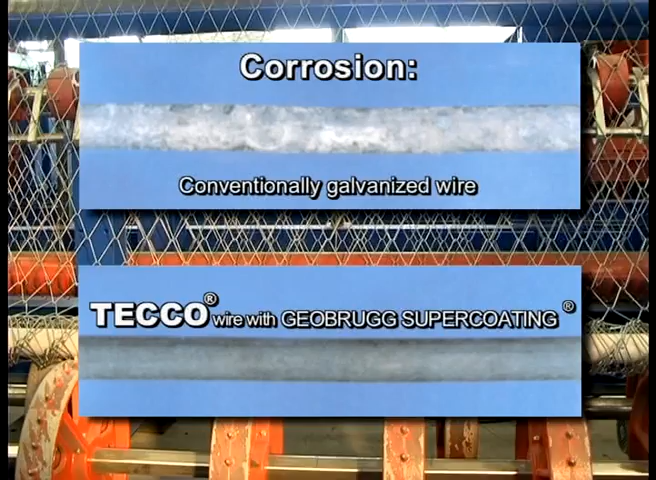 Corrosion:
Conventionally galvanized wire
TECCO® wire with GEOBRUGG SUPERCOATING®